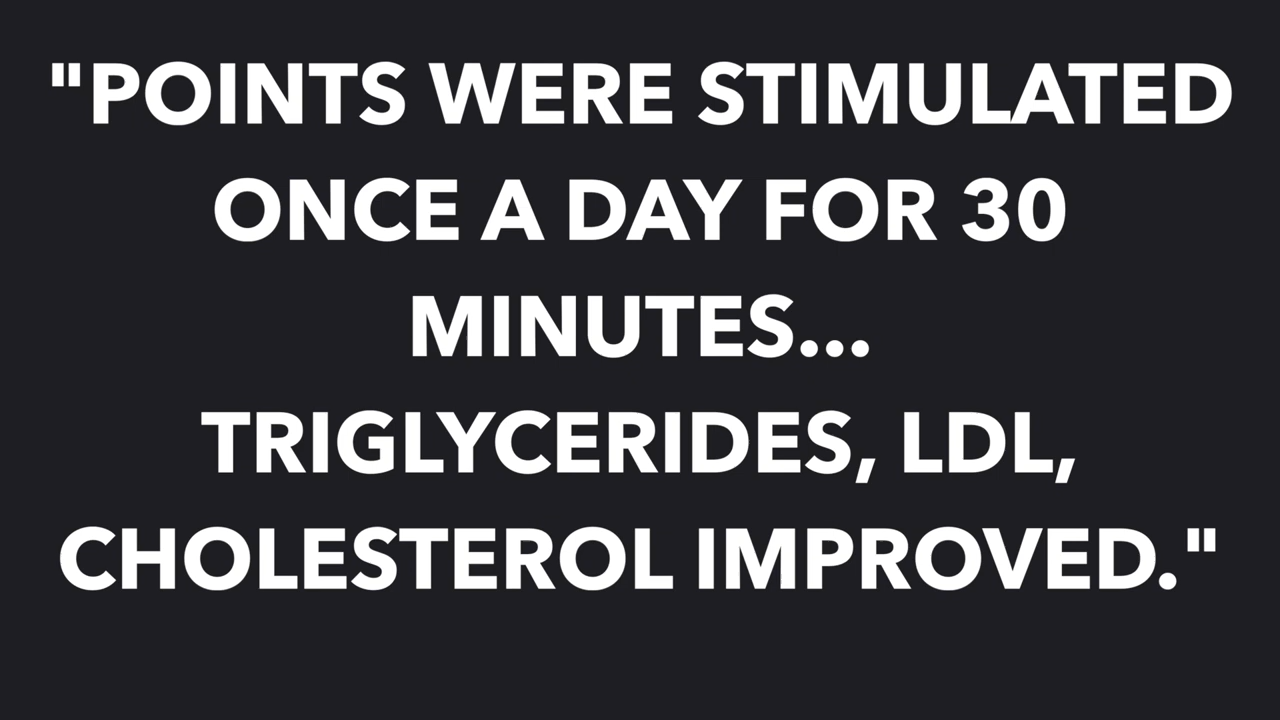 "POINTS WERE STIMULATED
ONCE A DAY FOR 30
MINUTES...
TRIGLYCERIDES, LDL,
CHOLESTEROL IMPROVED."